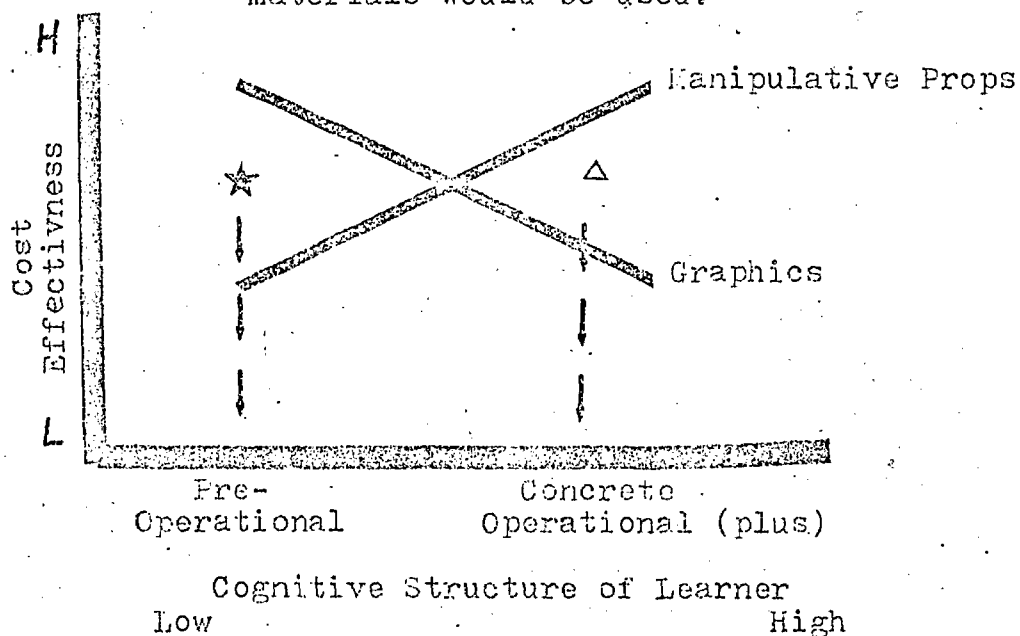 materials would be used.
H
Manipulative Props
Cost
Effectivness
Graphics
L
Pre-
Operational
Concrete
Operational (plus)
Cognitive Structure of Learner
Low High